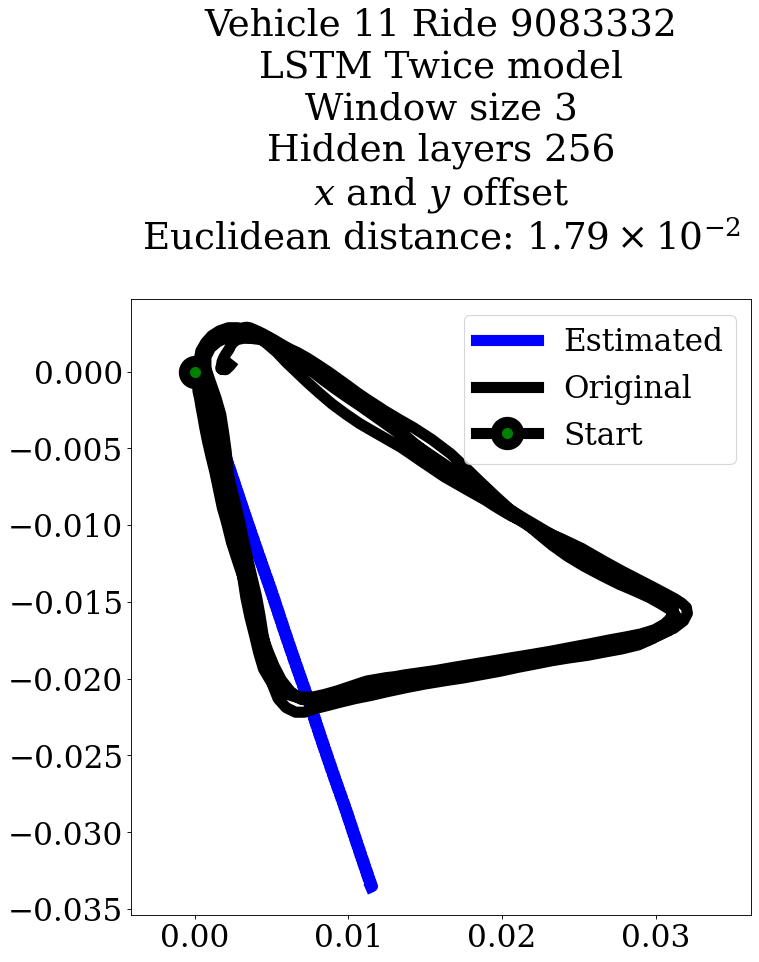 Vehicle 11 Ride 9083332
LSTM Twice model
Window size 3
Hidden layers 256
x and y offset
Euclidean distance: 1.79 × 10⁻²
Estimated
Original
Start
0.000
−0.005
−0.010
−0.015
−0.020
−0.025
−0.030
−0.035
0.00 0.01 0.02 0.03